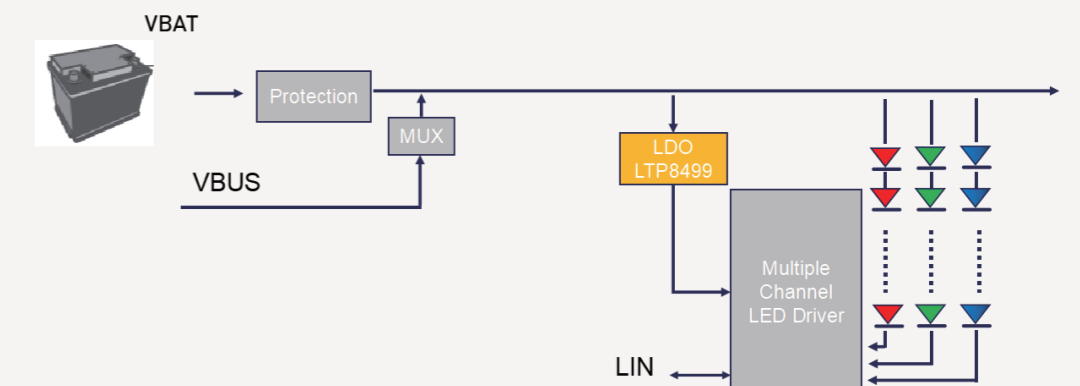 VBAT
Protection
MUX
VBUS
LDO
LTP8499
Multiple
Channel
LED Driver
LIN